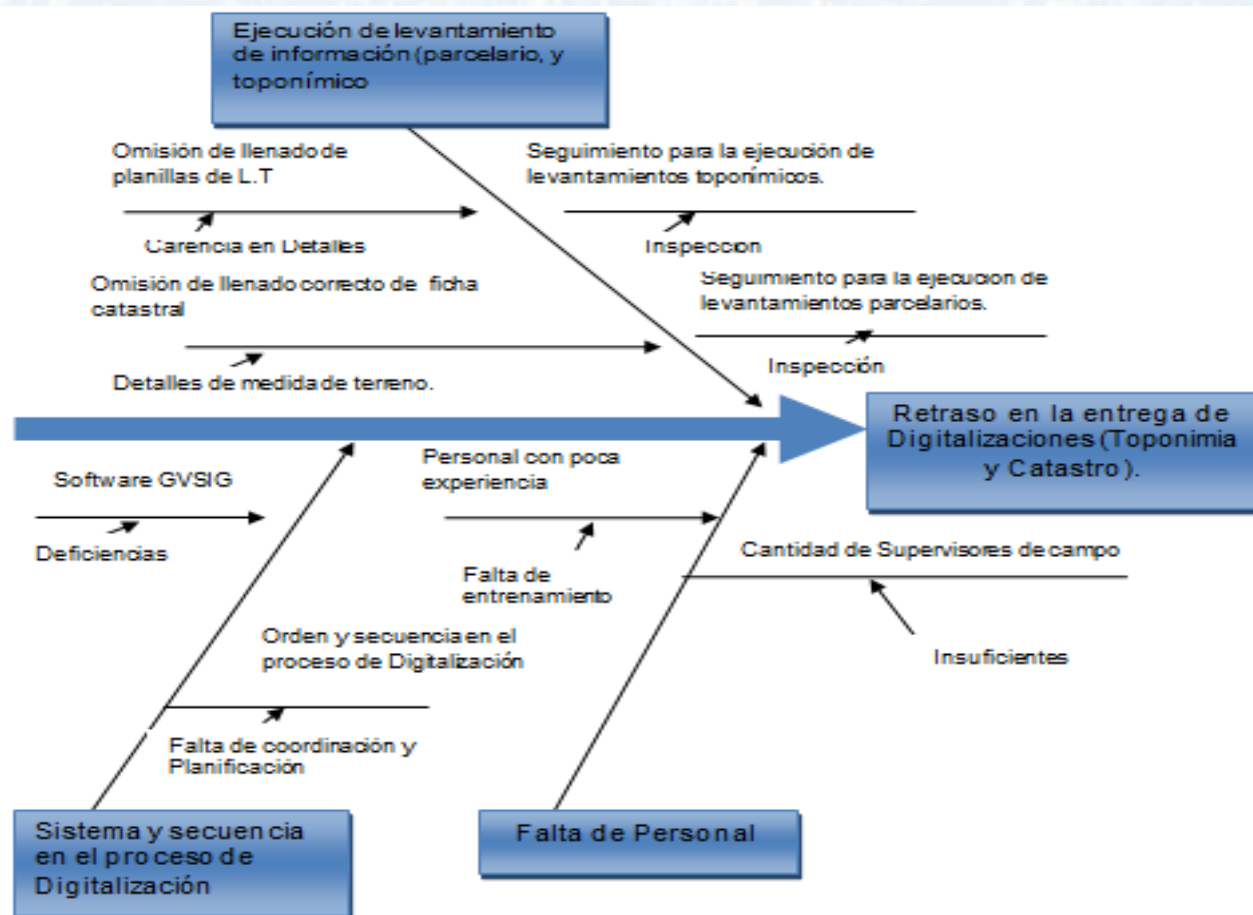 Ejecución de levantamiento
de información (parcelario, y
toponímico
Omisión de llenado de
planillas de L.T
Carencia en Detalles
Seguimiento para la ejecución de
levantamientos toponímicos.
Inspección
Omisión de llenado correcto de ficha
catastral
Detalles de medida de terreno.
Seguimiento para la ejecución de
levantamientos parcelarios.
Inspección
Retraso en la entrega de
Digitalizaciones (Toponimia
y Catastro).
Software GVSIG
Deficiencias
Personal con poca
experiencia
Falta de
entrenamiento
Cantidad de Supervisores de campo
Insuficientes
Orden y secuencia en el
proceso de Digitalización
Falta de coordinación y
Planificación
Sistema y secuencia
en el proceso de
Digitalización
Falta de Personal